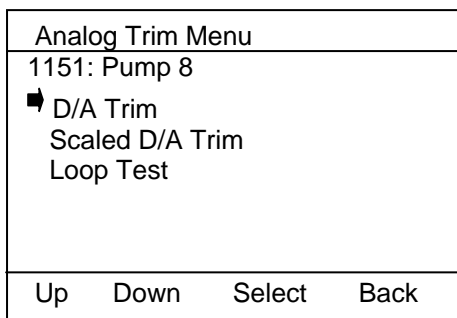 Analog Trim Menu
1151: Pump 8
D/A Trim
Scaled D/A Trim
Loop Test
Up Down Select Back